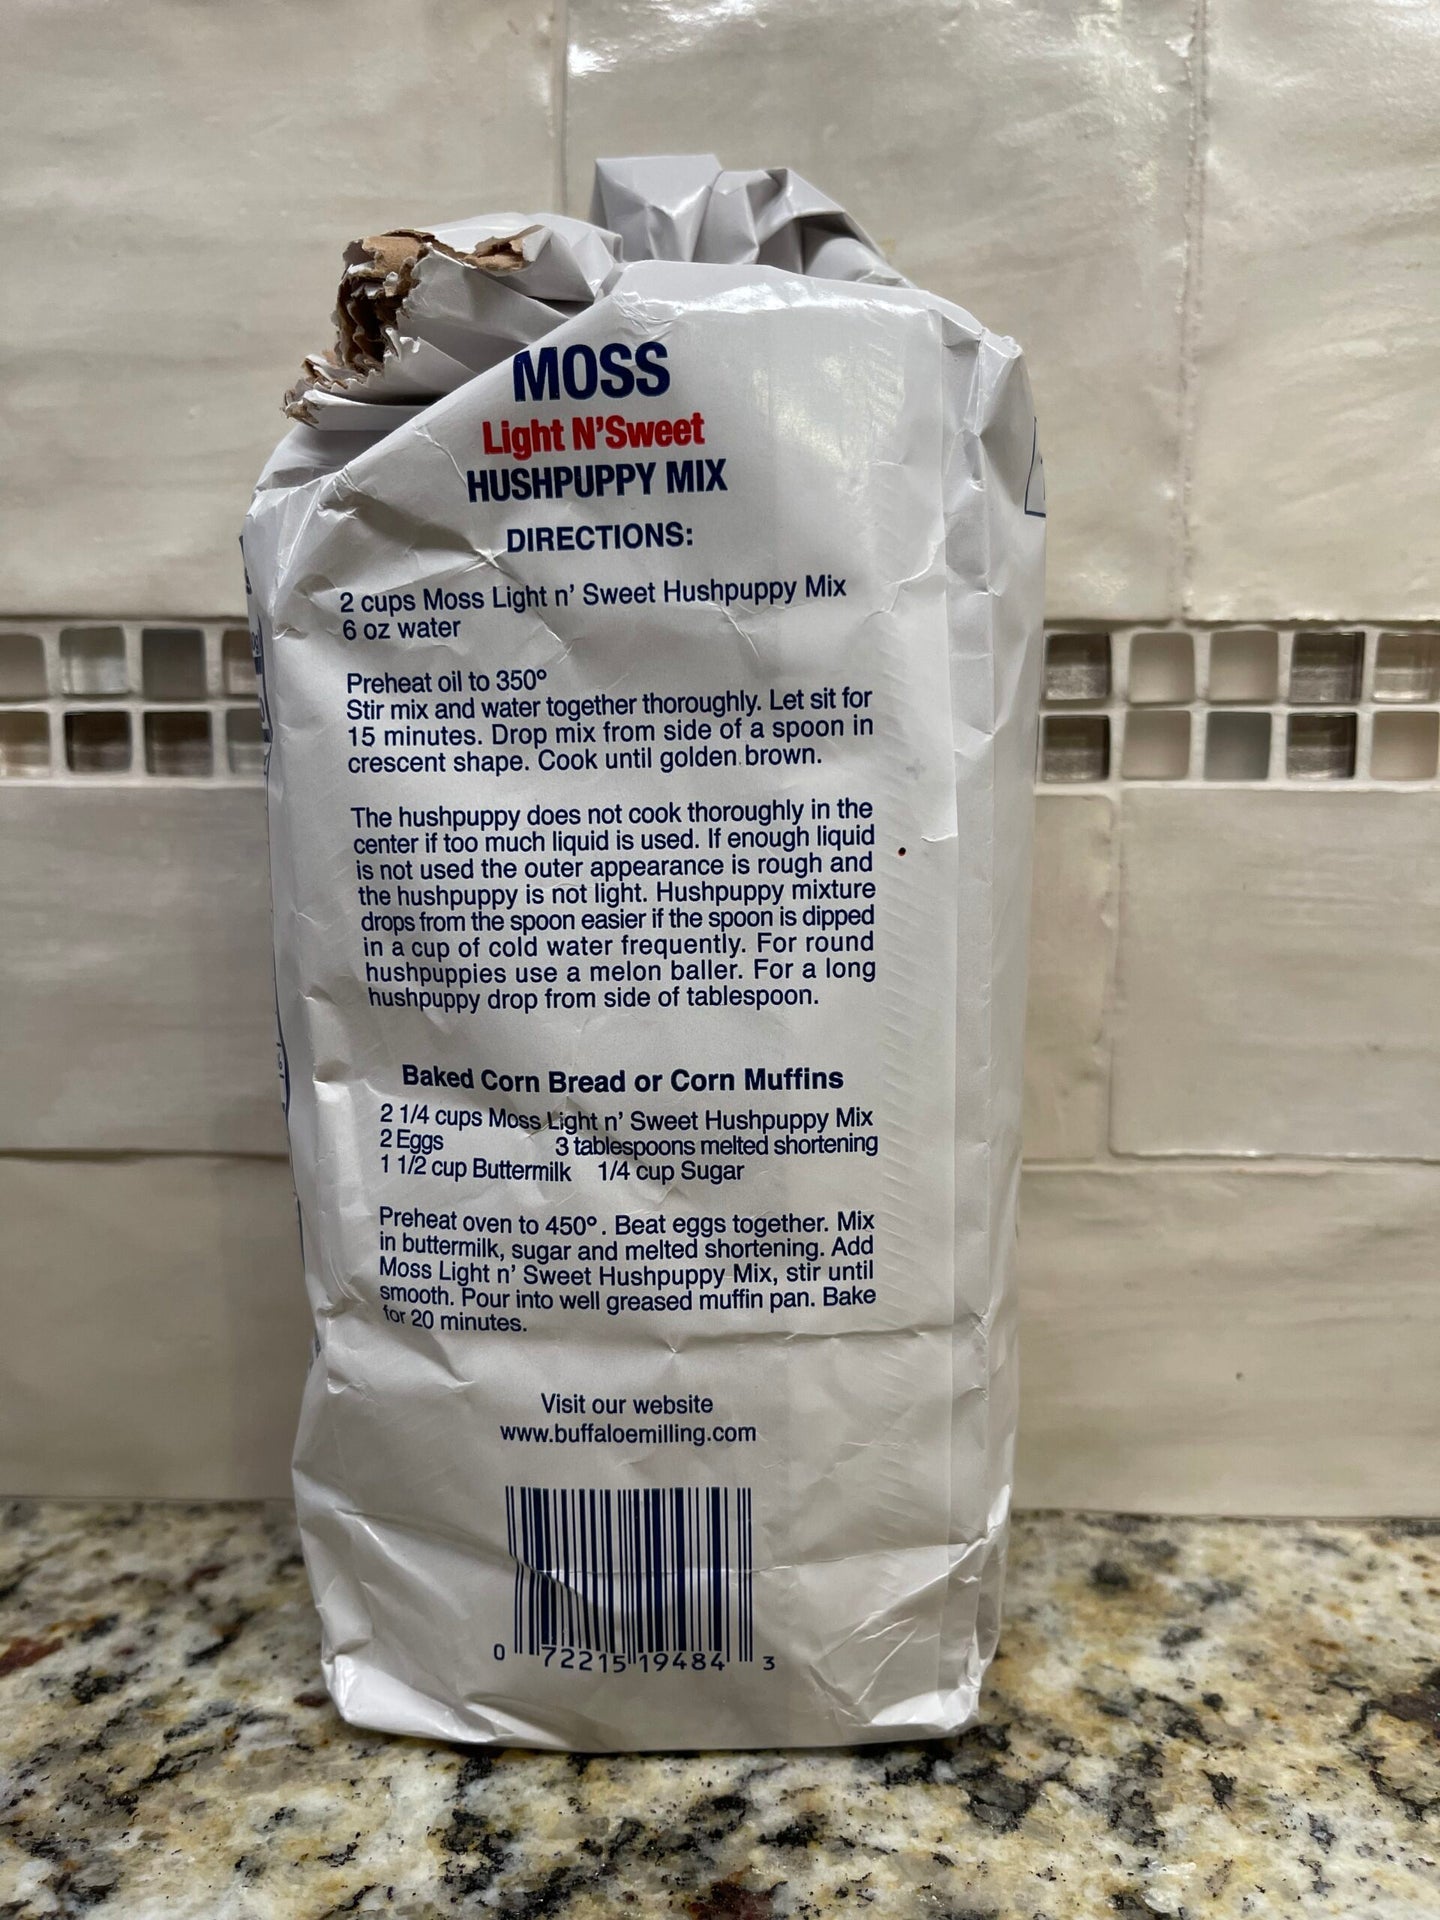 MOSS
Light N'Sweet
HUSHPUPPY MIX
DIRECTIONS:
2 cups Moss Light n' Sweet Hushpuppy Mix
6 oz water
Preheat oil to 350°
Stir mix and water together thoroughly. Let sit for
15 minutes. Drop mix from side of a spoon in
crescent shape. Cook until golden brown.
The hushpuppy does not cook thoroughly in the
center if too much liquid is used. If enough liquid
is not used the outer appearance is rough and
the hushpuppy is not light. Hushpuppy mixture
drops from the spoon easier if the spoon is dipped
in a cup of cold water frequently. For round
hushpuppies use a melon baller. For a long
hushpuppy drop from side of tablespoon.
Baked Corn Bread or Corn Muffins
2 1/4 cups Moss Light n' Sweet Hushpuppy Mix
2 Eggs 3 tablespoons melted shortening
1 1/2 cup Buttermilk 1/4 cup Sugar
Preheat oven to 450°. Beat eggs together. Mix
in buttermilk, sugar and melted shortening. Add
Moss Light n' Sweet Hushpuppy Mix, stir until
smooth. Pour into well greased muffin pan. Bake
for 20 minutes.
Visit our website
www.buffaloemilling.com
0 72215 19484 3